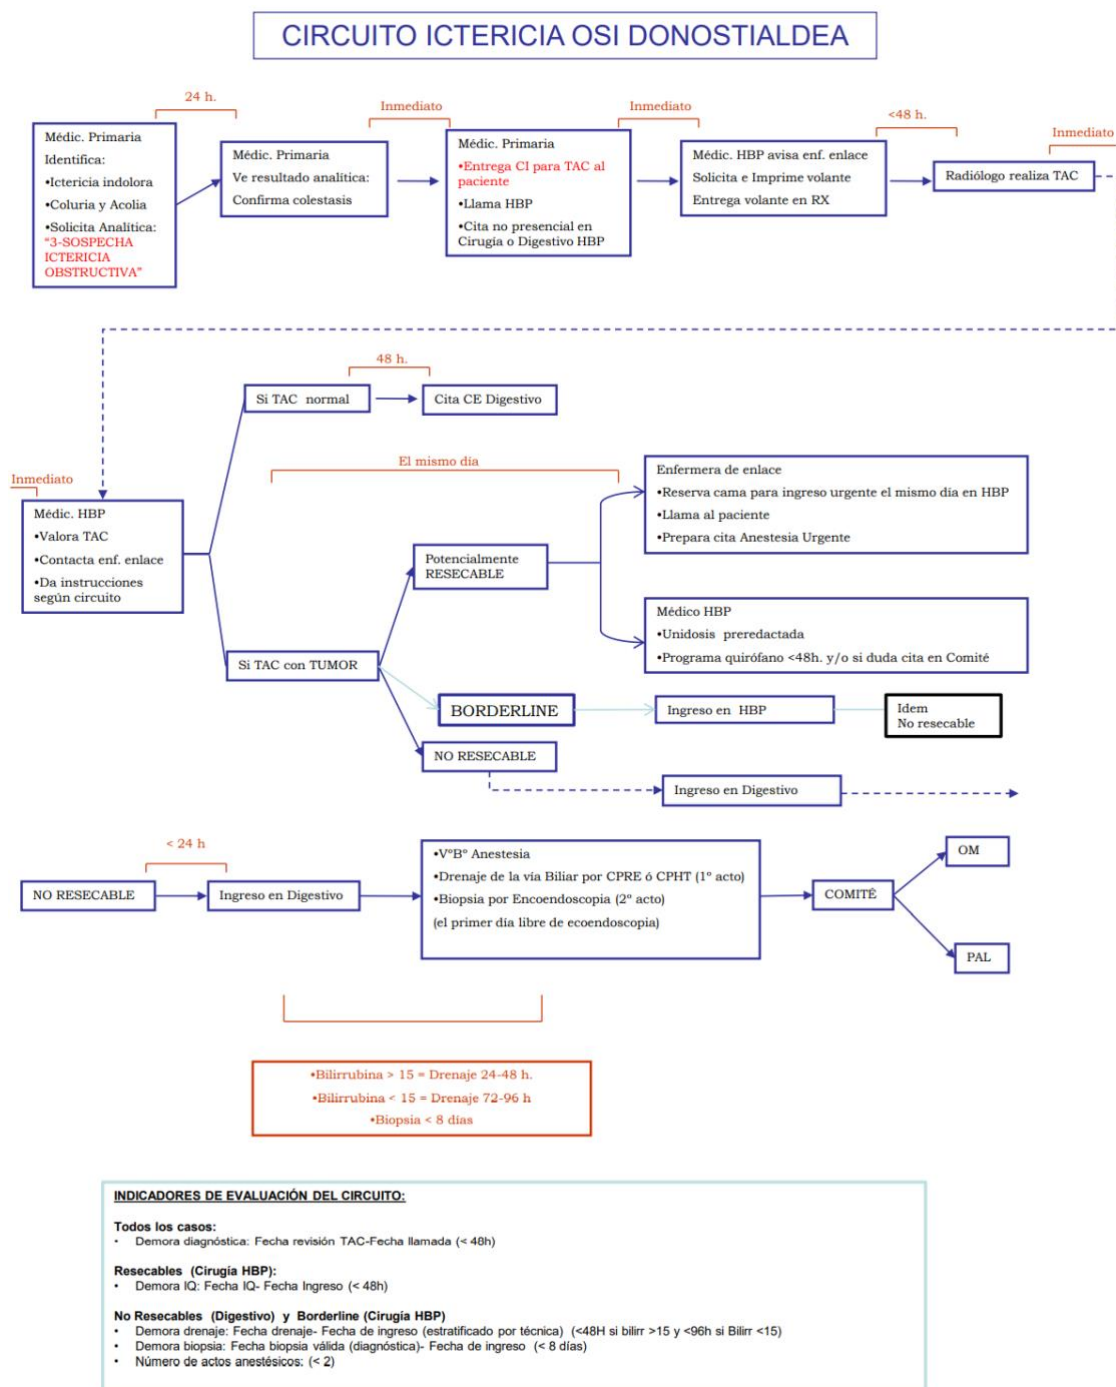 CIRCUITO ICTERICIA OSI DONOSTIALDEA
24 h.
Inmediato
Inmediato
<48 h.
Inmediato
Médic. Primaria
Identifica:
•Ictericia indolora
•Coluria y Acolia
•Solicita Analítica:
"3-SOSPECHA
ICTERICIA
OBSTRUCTIVA"
Médic. Primaria
Ve resultado analítica:
Confirma colestasis
Médic. Primaria
•Entrega CI para TAC al
paciente
•Llama HBP
•Cita no presencial en
Cirugía o Digestivo HBP
Médic. HBP avisa enf. enlace
Solicita e Imprime volante
Entrega volante en RX
Radiólogo realiza TAC
48 h.
Si TAC normal
Cita CE Digestivo
El mismo día
Inmediato
Médic. HBP
•Valora TAC
•Contacta enf. enlace
•Da instrucciones
según circuito
Enfermera de enlace
•Reserva cama para ingreso urgente el mismo día en HBP
•Llama al paciente
•Prepara cita Anestesia Urgente
Potencialmente
RESECABLE
Médico HBP
•Unidosis preredactada
•Programa quirófano <48h. y/o si duda cita en Comité
Si TAC con TUMOR
BORDERLINE
Ingreso en HBP
Idem
No resecable
NO RESECABLE
Ingreso en Digestivo
< 24 h
NO RESECABLE
Ingreso en Digestivo
•VºBº Anestesia
•Drenaje de la vía Biliar por CPRE ó CPHT (1º acto)
•Biopsia por Encoendoscopia (2º acto)
(el primer día libre de ecoendoscopia)
COMITÉ
OM
PAL
•Bilirrubina > 15 = Drenaje 24-48 h.
•Bilirrubina < 15 = Drenaje 72-96 h
•Biopsia < 8 días
INDICADORES DE EVALUACIÓN DEL CIRCUITO:
Todos los casos:
• Demora diagnóstica: Fecha revisión TAC-Fecha llamada (< 48h)
Resecables (Cirugía HBP):
• Demora IQ: Fecha IQ- Fecha Ingreso (< 48h)
No Resecables (Digestivo) y Borderline (Cirugía HBP)
• Demora drenaje: Fecha drenaje- Fecha de ingreso (estratificado por técnica) (<48H si bilirr >15 y <96h si Bilirr <15)
• Demora biopsia: Fecha biopsia válida (diagnóstica)- Fecha de ingreso (< 8 días)
• Número de actos anestésicos: (< 2)